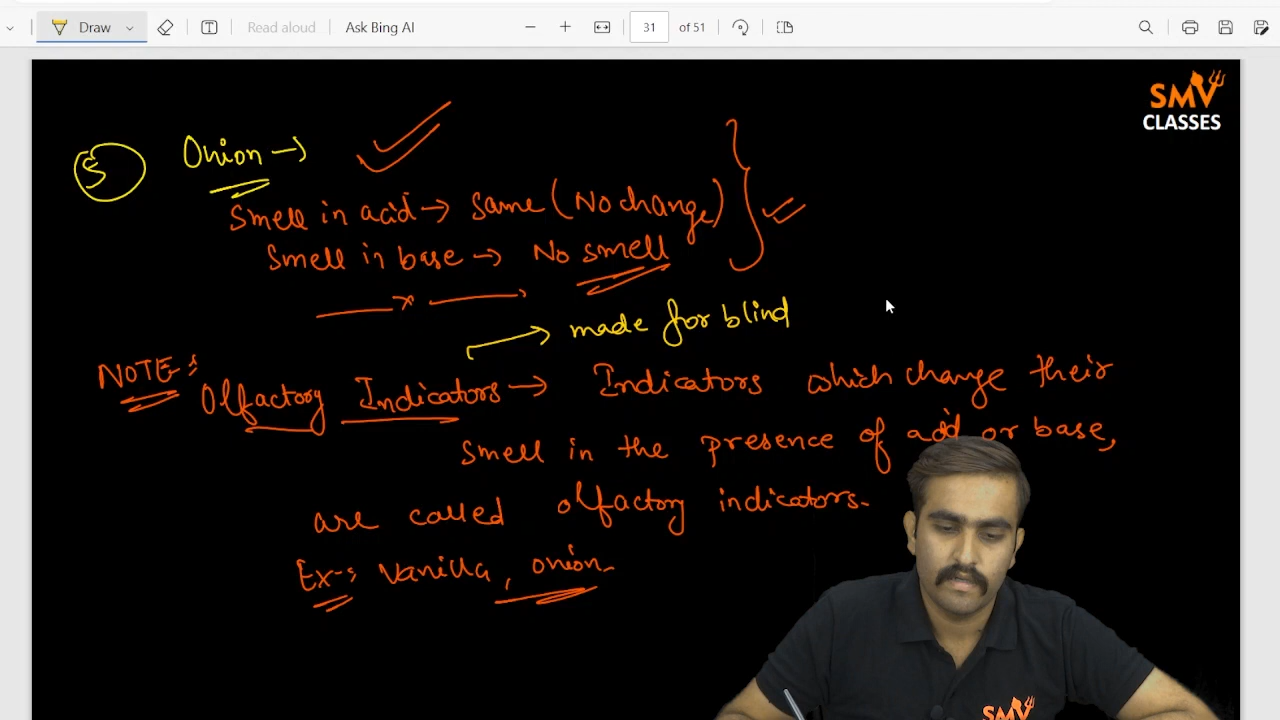 Draw
Read aloud
Ask Bing AI
31 of 51
SMV
CLASSES
5 Onion →
Smell in acid → Same (No change)
Smell in base → No smell
→ made for blind
NOTE:
Olfactory Indicators → Indicators which change their
smell in the presence of acid or base,
are called olfactory indicators.
Ex→ Vanilla, onion.
SMV